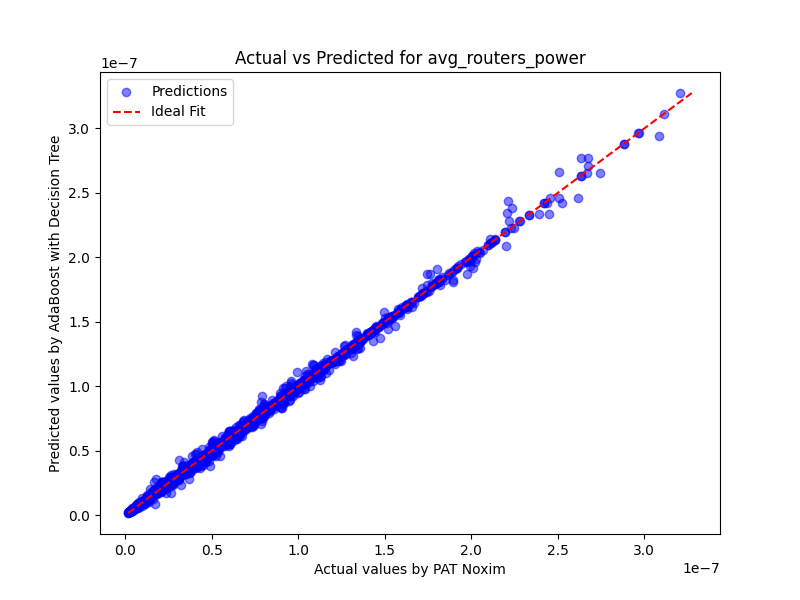 Actual vs Predicted for avg_routers_power
1e−7
Predictions
Ideal Fit
Predicted values by AdaBoost with Decision Tree
3.0
2.5
2.0
1.5
1.0
0.5
0.0
0.0 0.5 1.0 1.5 2.0 2.5 3.0
Actual values by PAT Noxim
1e−7